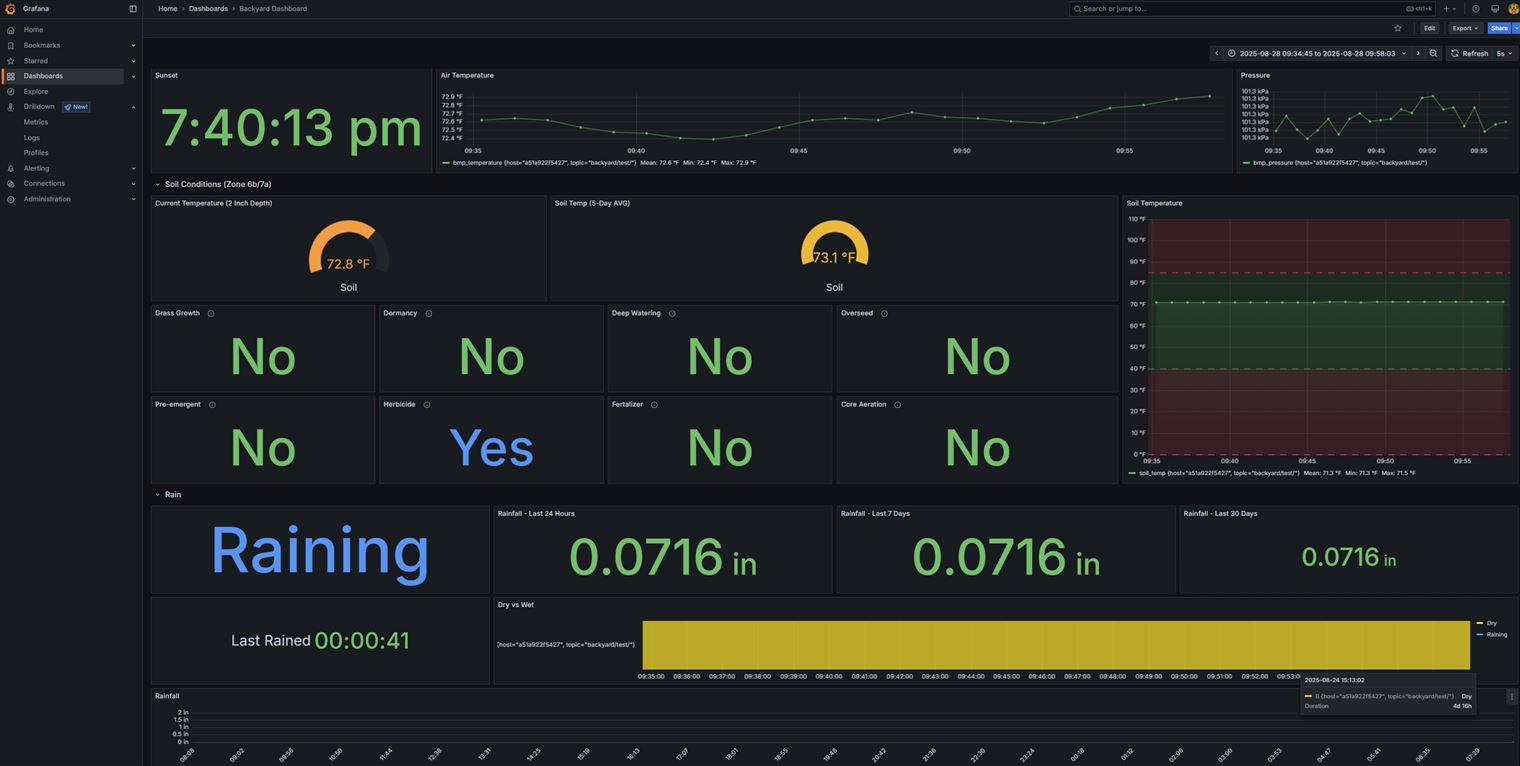 Grafana
Home › Dashboards › Backyard Dashboard
Search or jump to...
ctrl+k
Home
Bookmarks
Starred
Dashboards
Explore
Drilldown New!
Metrics
Logs
Profiles
Alerting
Connections
Administration
Edit
Export
Share
2025-08-28 09:34:45 to 2025-08-28 09:58:03
Refresh 5s
Sunset
7:40:13 pm
Air Temperature
72.9 °F
72.8 °F
72.7 °F
72.6 °F
72.5 °F
72.4 °F
09:35 09:40 09:45 09:50 09:55
bmp_temperature {host="a51a922f5427", topic="backyard/test/"} Mean: 72.6 °F Min: 72.4 °F Max: 72.9 °F
Pressure
101.3 kPa
101.3 kPa
101.3 kPa
101.3 kPa
101.3 kPa
101.3 kPa
09:35 09:40 09:45 09:50 09:55
bmp_pressure {host="a51a922f5427", topic="backyard/test/"}
Soil Conditions (Zone 6b/7a)
Current Temperature (2 Inch Depth)
72.8 °F
Soil
Soil Temp (5-Day AVG)
73.1 °F
Soil
Soil Temperature
110 °F
100 °F
90 °F
80 °F
70 °F
60 °F
50 °F
40 °F
30 °F
20 °F
10 °F
0 °F
09:35 09:40 09:45 09:50 09:55
soil_temp {host="a51a922f5427", topic="backyard/test/"} Mean: 71.3 °F Min: 71.3 °F Max: 71.5 °F
Grass Growth
No
Dormancy
No
Deep Watering
No
Overseed
No
Pre-emergent
No
Herbicide
Yes
Fertalizer
No
Core Aeration
No
Rain
Raining
Rainfall - Last 24 Hours
0.0716 in
Rainfall - Last 7 Days
0.0716 in
Rainfall - Last 30 Days
0.0716 in
Last Rained 00:00:41
Dry vs Wet
{host="a51a922f5427", topic="backyard/test/"}
Dry
Raining
09:35:00 09:36:00 09:37:00 09:38:00 09:39:00 09:40:00 09:41:00 09:42:00 09:43:00 09:44:00 09:45:00 09:46:00 09:47:00 09:48:00 09:49:00 09:50:00 09:51:00 09:52:00 09:53:0
2025-08-24 15:13:02
B {host="a51a922f5427", topic="backyard/test/"} Dry
Duration 4d 16h
Rainfall
2 in
1.5 in
1 in
0.5 in
0 in
08:08 09:02 09:56 10:50 11:44 12:38 13:31 14:25 15:19 16:13 17:07 18:01 18:55 19:48 20:42 21:36 22:30 23:24 00:18 01:12 02:06 03:00 03:53 04:47 05:41 06:35 07:29